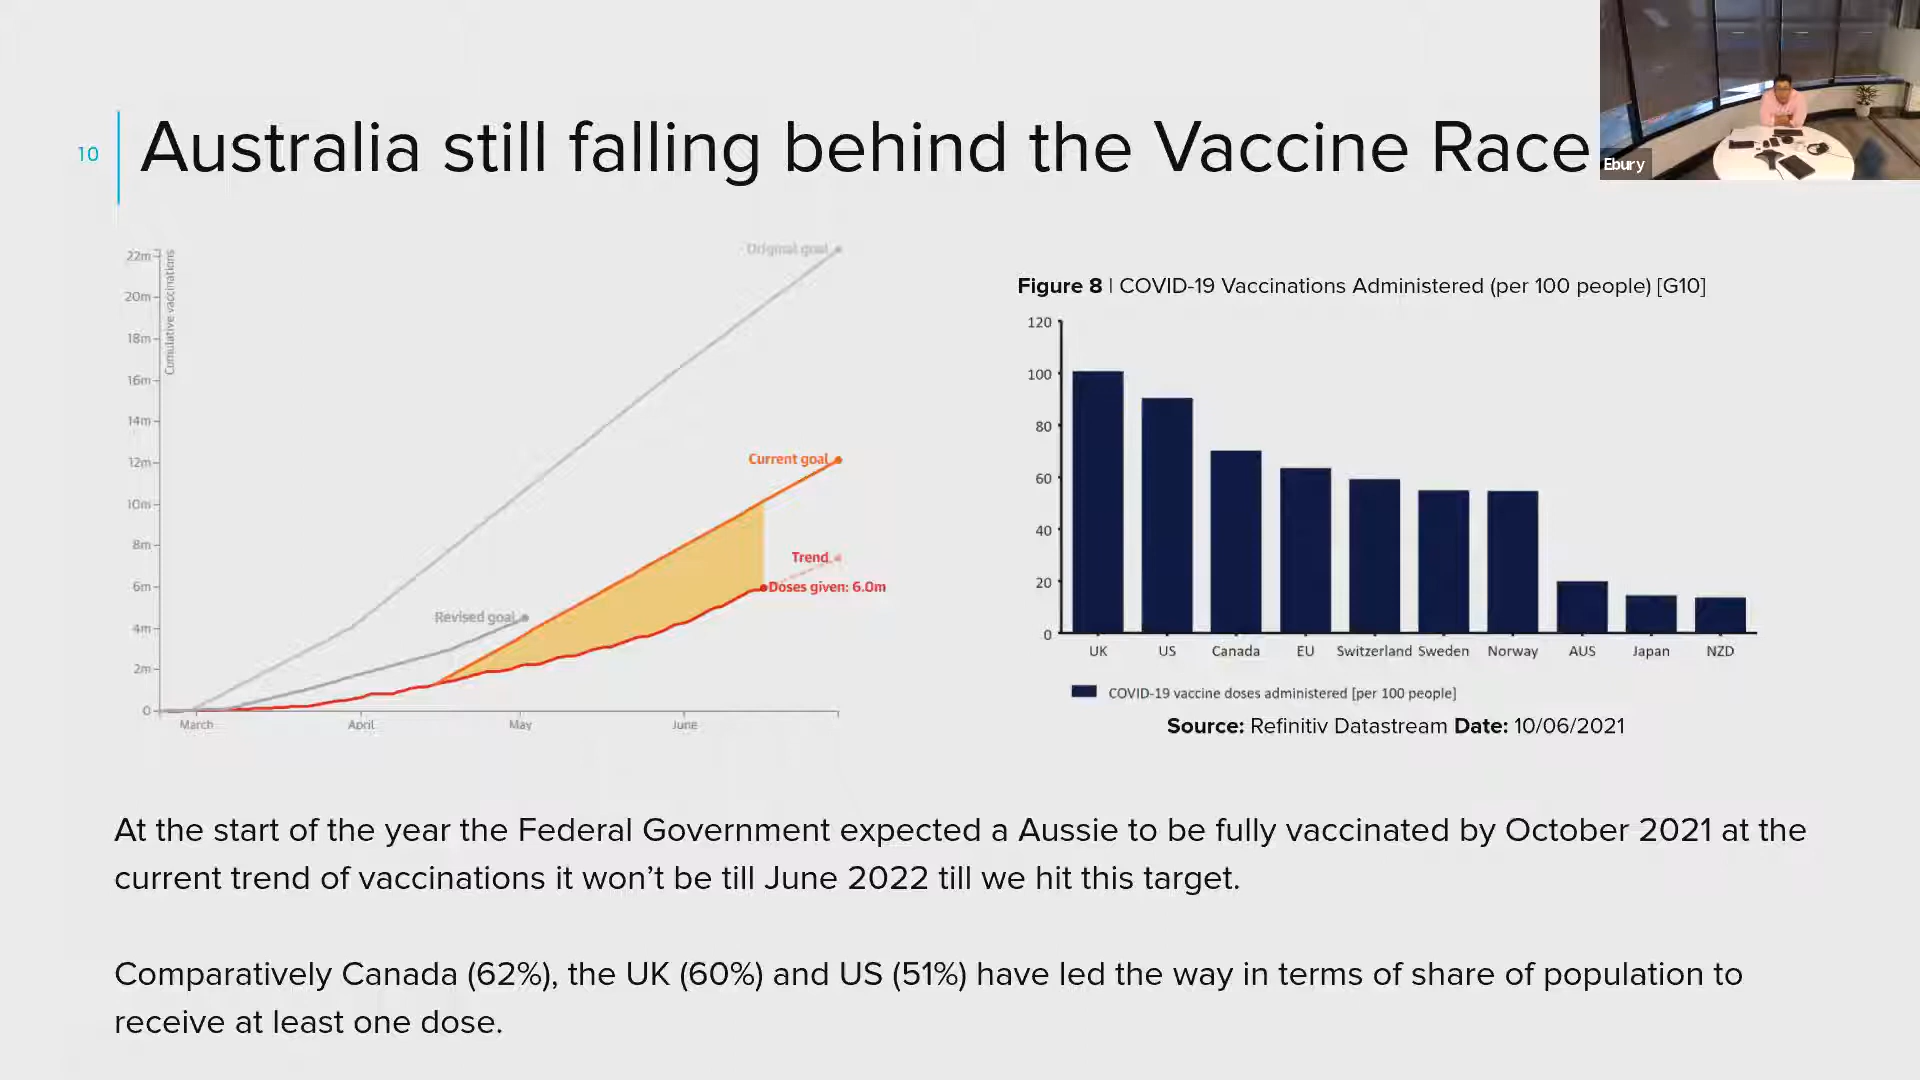 10
Australia still falling behind the Vaccine Race
Ebury
22m
20m
18m
16m
14m
12m
10m
8m
6m
4m
2m
0
Cumulative vaccinations
Original goal
Current goal
Trend
Doses given: 6.0m
Revised goal
March
April
May
June
Figure 8 | COVID-19 Vaccinations Administered (per 100 people) [G10]
120
100
80
60
40
20
0
UK US Canada EU Switzerland Sweden Norway AUS Japan NZD
COVID-19 vaccine doses administered [per 100 people]
Source: Refinitiv Datastream Date: 10/06/2021
At the start of the year the Federal Government expected a Aussie to be fully vaccinated by October 2021 at the
current trend of vaccinations it won’t be till June 2022 till we hit this target.
Comparatively Canada (62%), the UK (60%) and US (51%) have led the way in terms of share of population to
receive at least one dose.